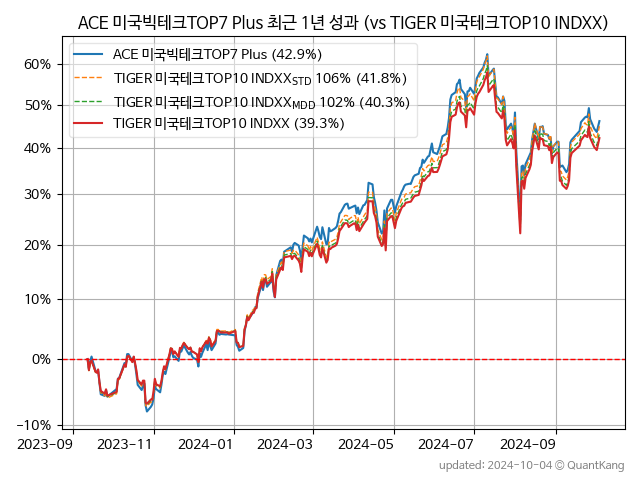 ACE 미국빅테크TOP7 Plus 최근 1년 성과 (vs TIGER 미국테크TOP10 INDXX)
ACE 미국빅테크TOP7 Plus (42.9%)
TIGER 미국테크TOP10 INDXX_STD 106% (41.8%)
TIGER 미국테크TOP10 INDXX_MDD 102% (40.3%)
TIGER 미국테크TOP10 INDXX (39.3%)
60%
50%
40%
30%
20%
10%
0%
−10%
2023-09 2023-11 2024-01 2024-03 2024-05 2024-07 2024-09
updated: 2024-10-04 © QuantKang